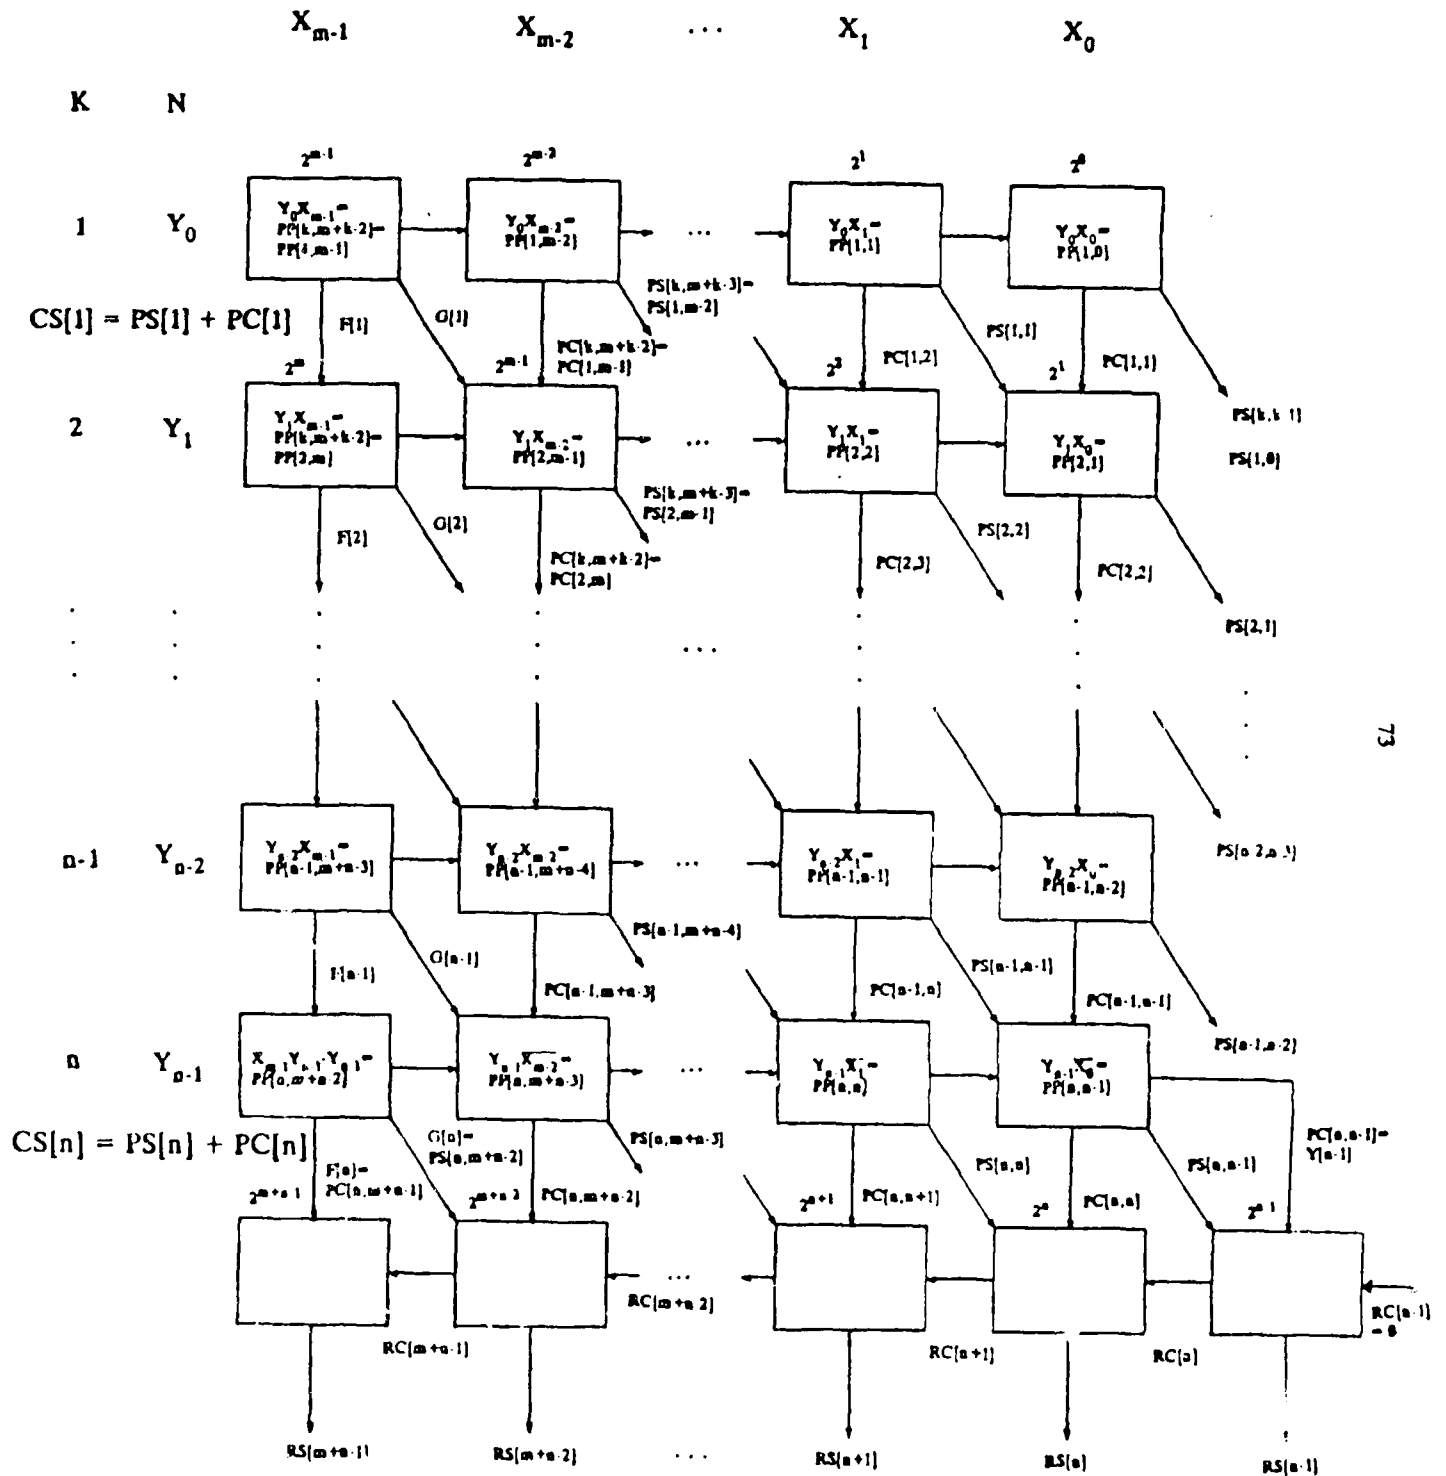 X_{m-1} X_{m-2} ... X_1 X_0
K N
2^{m-1} 2^{m-2} 2^1 2^0
1 Y_0
Y_0X_{m-1}=
PP[k,m+k-2]=
Y_0X_{m-2}=
PP[1,m-2]
...
Y_0X_1=
PP[1,1]
Y_0X_0=
PP[1,0]
CS[1] = PS[1] + PC[1]
F[1]
G[1]
PS[k,m+k-3]=
PS[1,m-2]
PC[k,m+k-2]=
PC[1,m-1]
PC[1,2]
PS[1,1]
PC[1,1]
PS[k,k-1]
PS[1,0]
2^m 2^{m-1} 2^2 2^1
2 Y_1
Y_1X_{m-1}=
PP[k,m+k-2]=
PP[2,m]
Y_1X_{m-2}=
PP[2,m-1]
...
Y_1X_1=
PP[2,2]
Y_1X_0=
PP[2,1]
F[2]
G[2]
PS[k,m+k-3]=
PS[2,m-1]
PC[k,m+k-2]=
PC[2,m]
PC[2,3]
PS[2,2]
PC[2,2]
PS[2,1]
...
73
n-1 Y_{n-2}
Y_{n-2}X_{m-1}=
PP[n-1,m+n-3]
Y_{n-2}X_{m-2}=
PP[n-1,m+n-4]
...
Y_{n-2}X_1=
PP[n-1,n-1]
Y_{n-2}X_0=
PP[n-1,n-2]
PS[n-2,n-3]
F[n-1]
G[n-1]
PS[n-1,m+n-4]
PC[n-1,m+n-3]
PC[n-1,n]
PS[n-1,n-1]
PC[n-1,n-1]
PS[n-1,n-2]
n Y_{n-1}
PP[n,m+n-2]
Y_{n-1}X̅_{m-2}=
PP[n,m+n-3]
...
Y_{n-1}X̅_1=
PP[n,n]
Y_{n-1}X̅_0=
PP[n,n-1]
CS[n] = PS[n] + PC[n]
F[n]=
PC[n,m+n-1]
G[n]=
PS[n,m+n-2]
PC[n,m+n-2]
PS[n,m+n-3]
PC[n,n+1]
PS[n,n]
PC[n,n]
PS[n,n-1]
PC[n,n-1]=
Y[n-1]
2^{m+n-1} 2^{m+n-2} 2^{n+1} 2^n 2^{n-1}
...
RC[m+n-1]
RC[m+n-2]
RC[n+1]
RC[n]
RC[n-1]
= 0
RS[m+n-1] RS[m+n-2] ... RS[n+1] RS[n] RS[n-1]